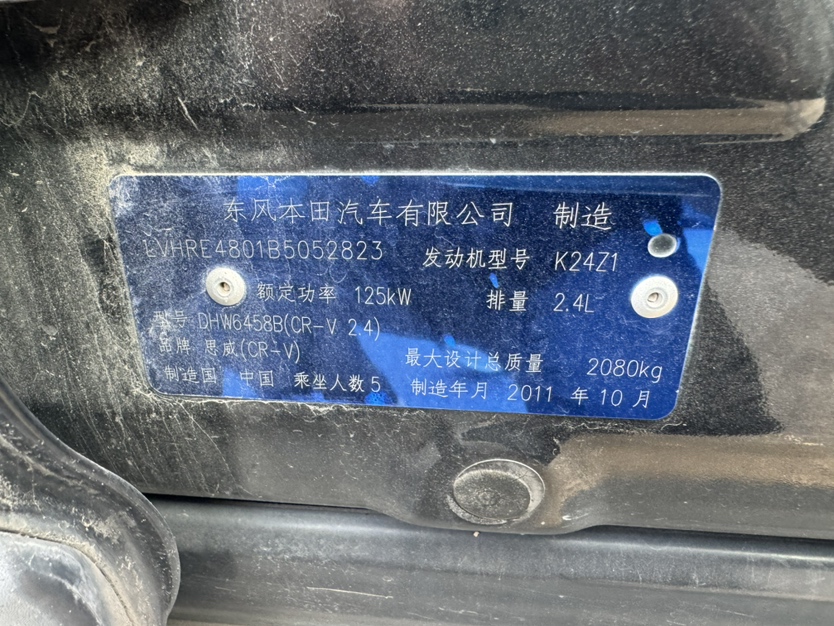 东风本田汽车有限公司 制造
LVHRE4801B5052823 发动机型号 K24Z1
额定功率 125kW 排量 2.4L
型号 DHW6458B(CR-V 2.4)
品牌 思威(CR-V) 最大设计总质量 2080kg
制造国 中国 乘坐人数 5 制造年月 2011 年 10 月